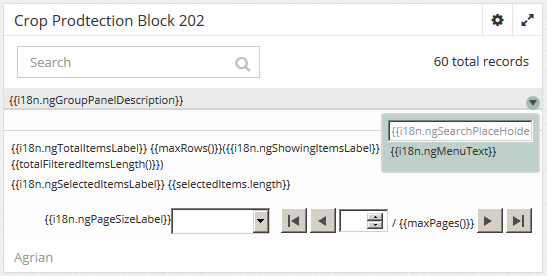 Crop Prodtection Block 202
Search
60 total records
{{i18n.ngGroupPanelDescription}}
{{i18n.ngSearchPlaceHolde
{{i18n.ngMenuText}}
{{i18n.ngTotalItemsLabel}} {{maxRows()}}({{i18n.ngShowingItemsLabel}}
{{totalFilteredItemsLength()}})
{{i18n.ngSelectedItemsLabel}} {{selectedItems.length}}
{{i18n.ngPageSizeLabel}}
/ {{maxPages()}}
Agrian